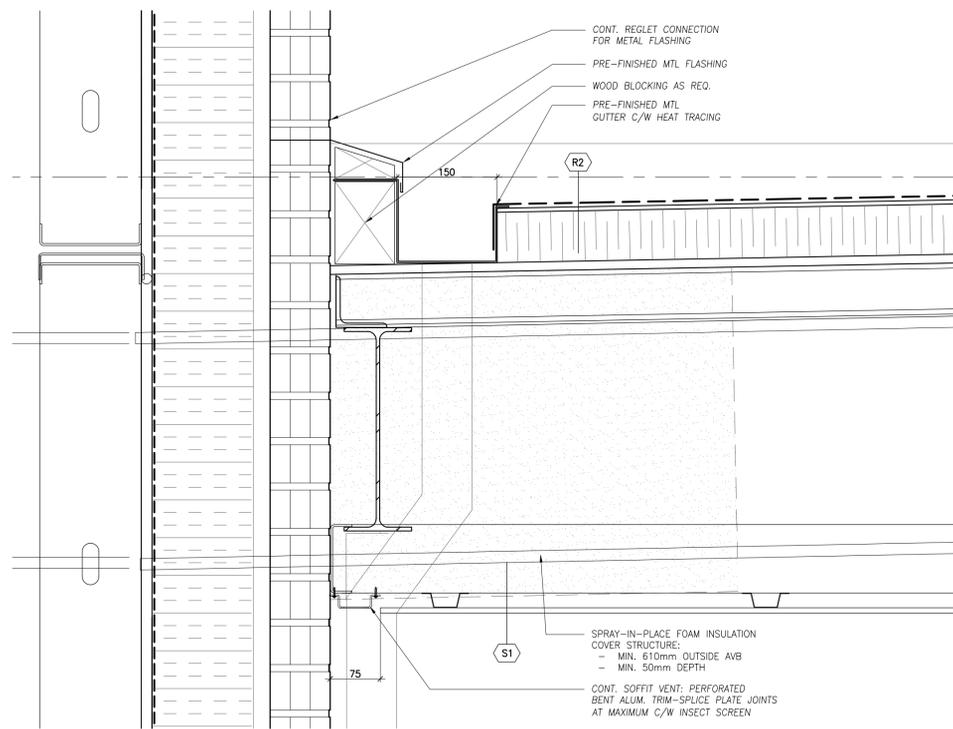 CONT. REGLET CONNECTION
FOR METAL FLASHING
PRE-FINISHED MTL FLASHING
WOOD BLOCKING AS REQ.
PRE-FINISHED MTL
GUTTER C/W HEAT TRACING
R2
150
SPRAY-IN-PLACE FOAM INSULATION
COVER STRUCTURE:
- MIN. 610mm OUTSIDE AVB
- MIN. 50mm DEPTH
S1
75
CONT. SOFFIT VENT: PERFORATED
BENT ALUM. TRIM-SPLICE PLATE JOINTS
AT MAXIMUM C/W INSECT SCREEN